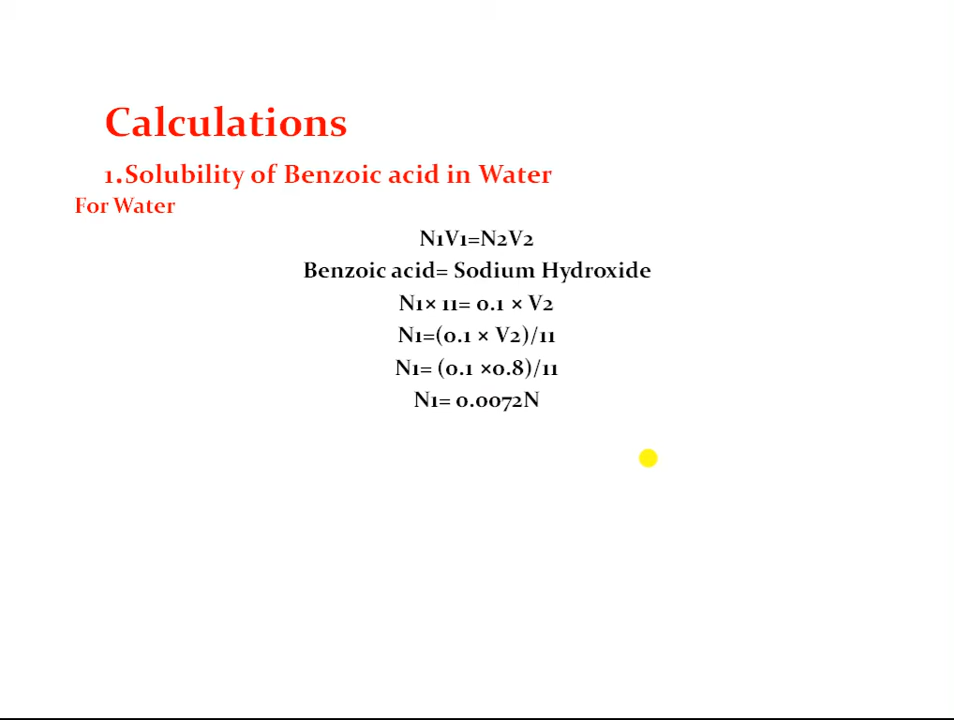 Calculations
1.Solubility of Benzoic acid in Water
For Water
N1V1=N2V2
Benzoic acid= Sodium Hydroxide
N1× 11= 0.1 × V2
N1=(0.1 × V2)/11
N1= (0.1 ×0.8)/11
N1= 0.0072N